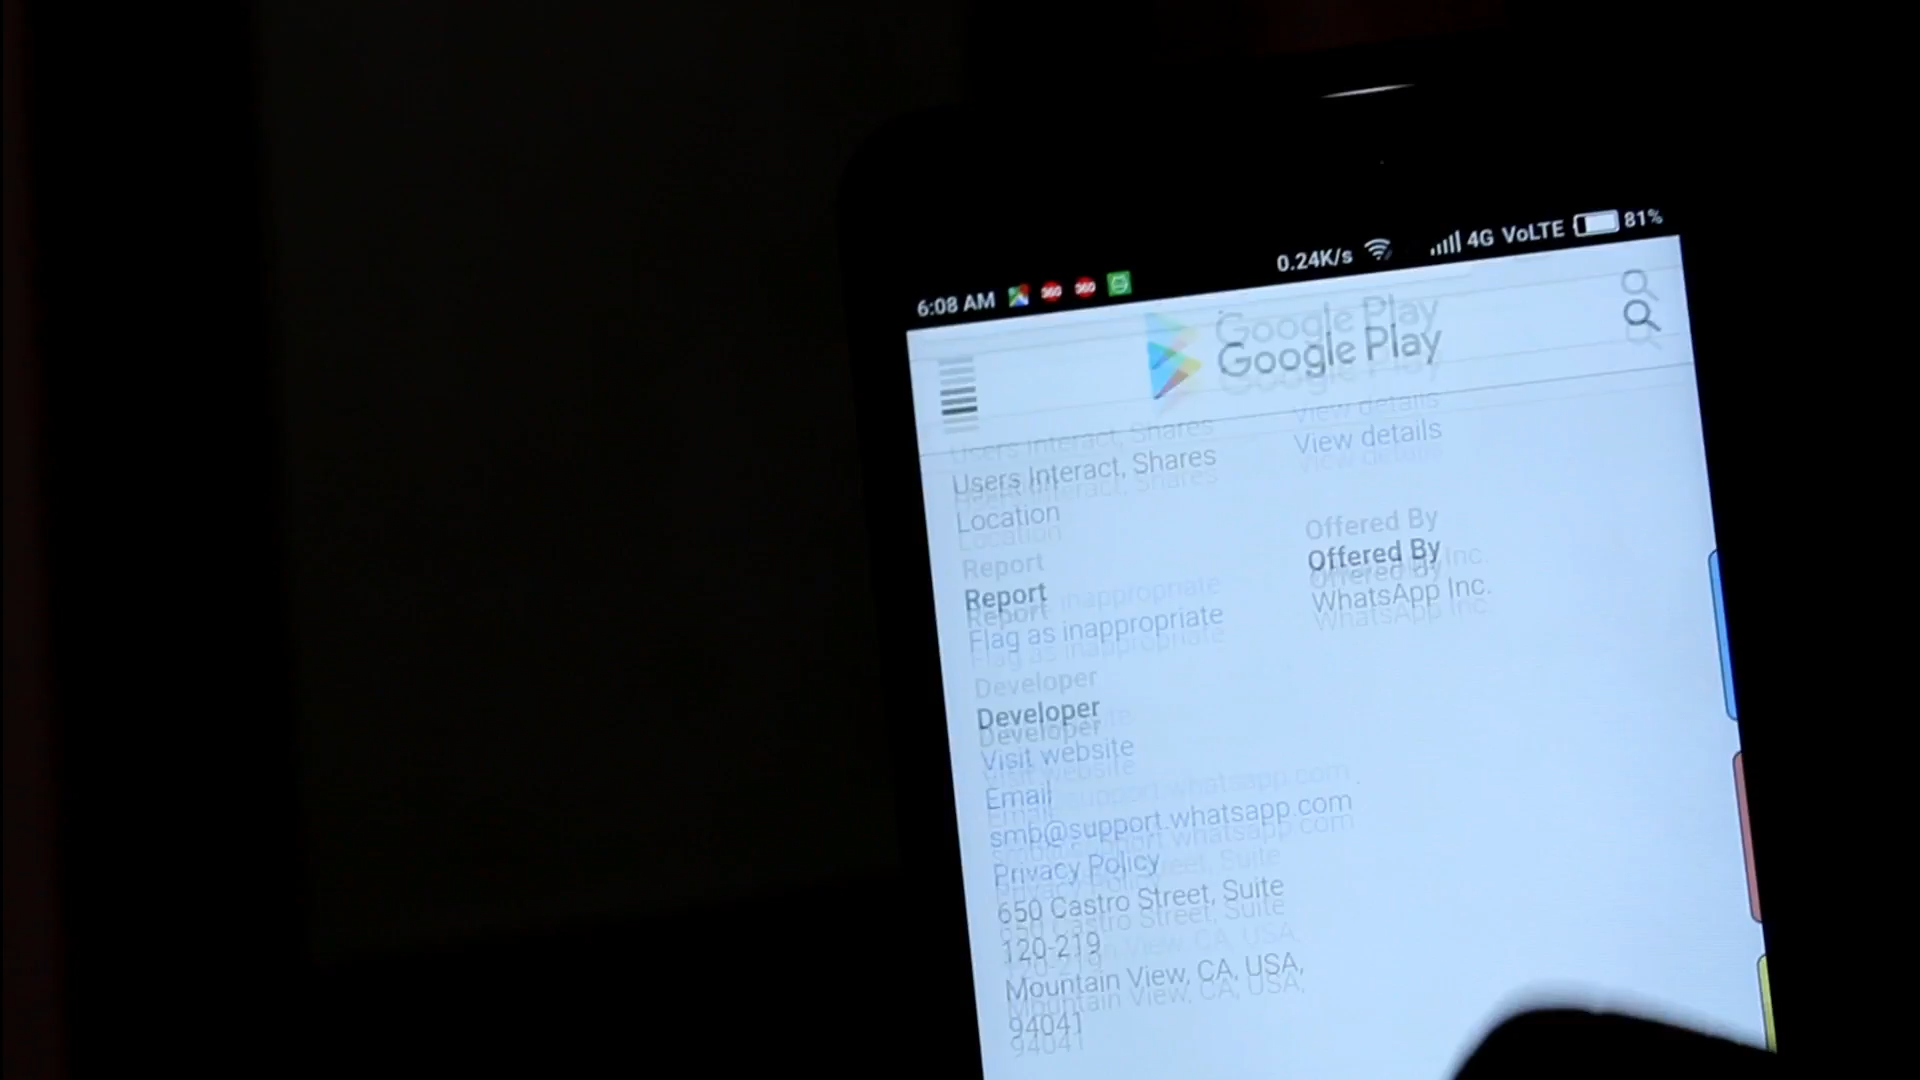 6:08 AM 360 360 0.24K/s 4G VoLTE 81%
Google Play
Users Interact, Shares
Location
View details
Report
Flag as inappropriate
Offered By
WhatsApp Inc.
Developer
Visit website
Email
smb@support.whatsapp.com
Privacy Policy
650 Castro Street, Suite
120-219
Mountain View, CA, USA,
94041